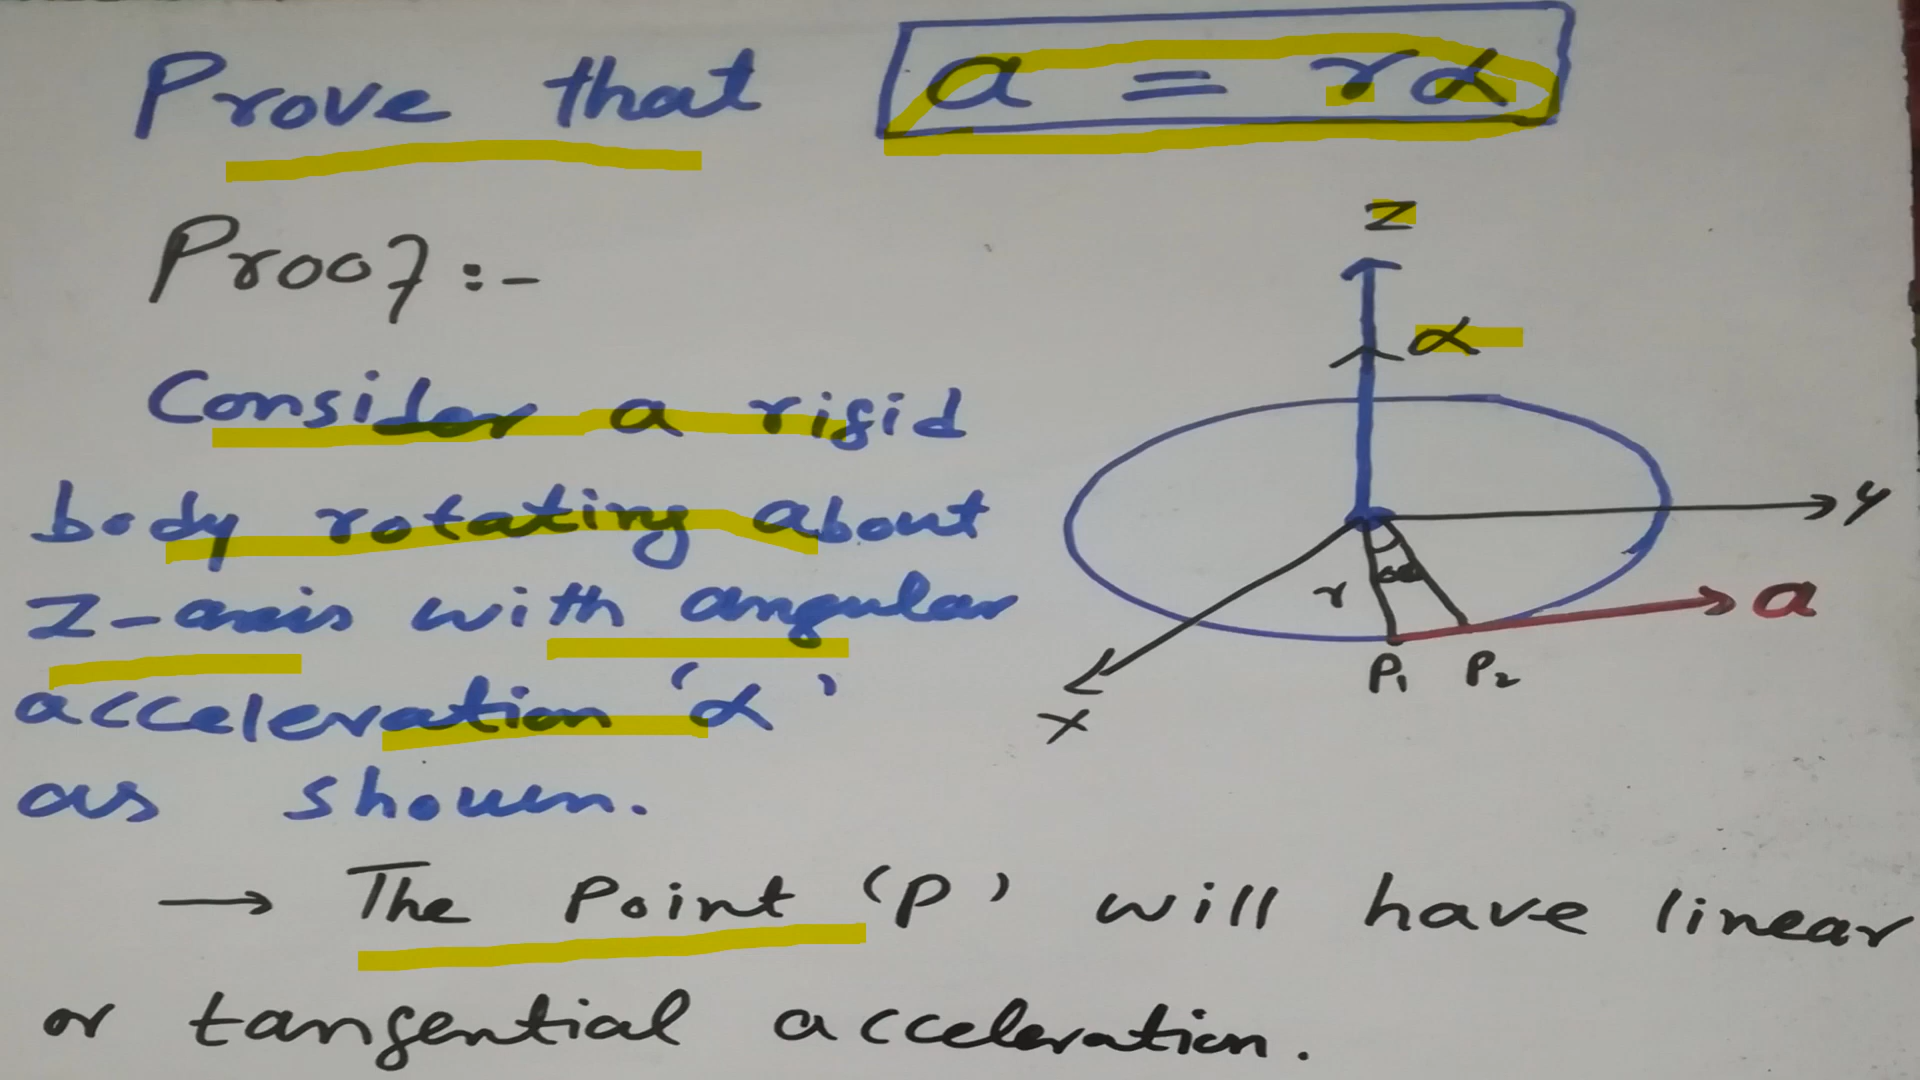 Prove that a = rα
Proof :-
Consider a rigid
body rotating about
Z-axis with angular
acceleration 'α'
as shown.
→ The Point 'P' will have linear
or tangential acceleration.
Z
α
y
r
a
P₁ P₂
X